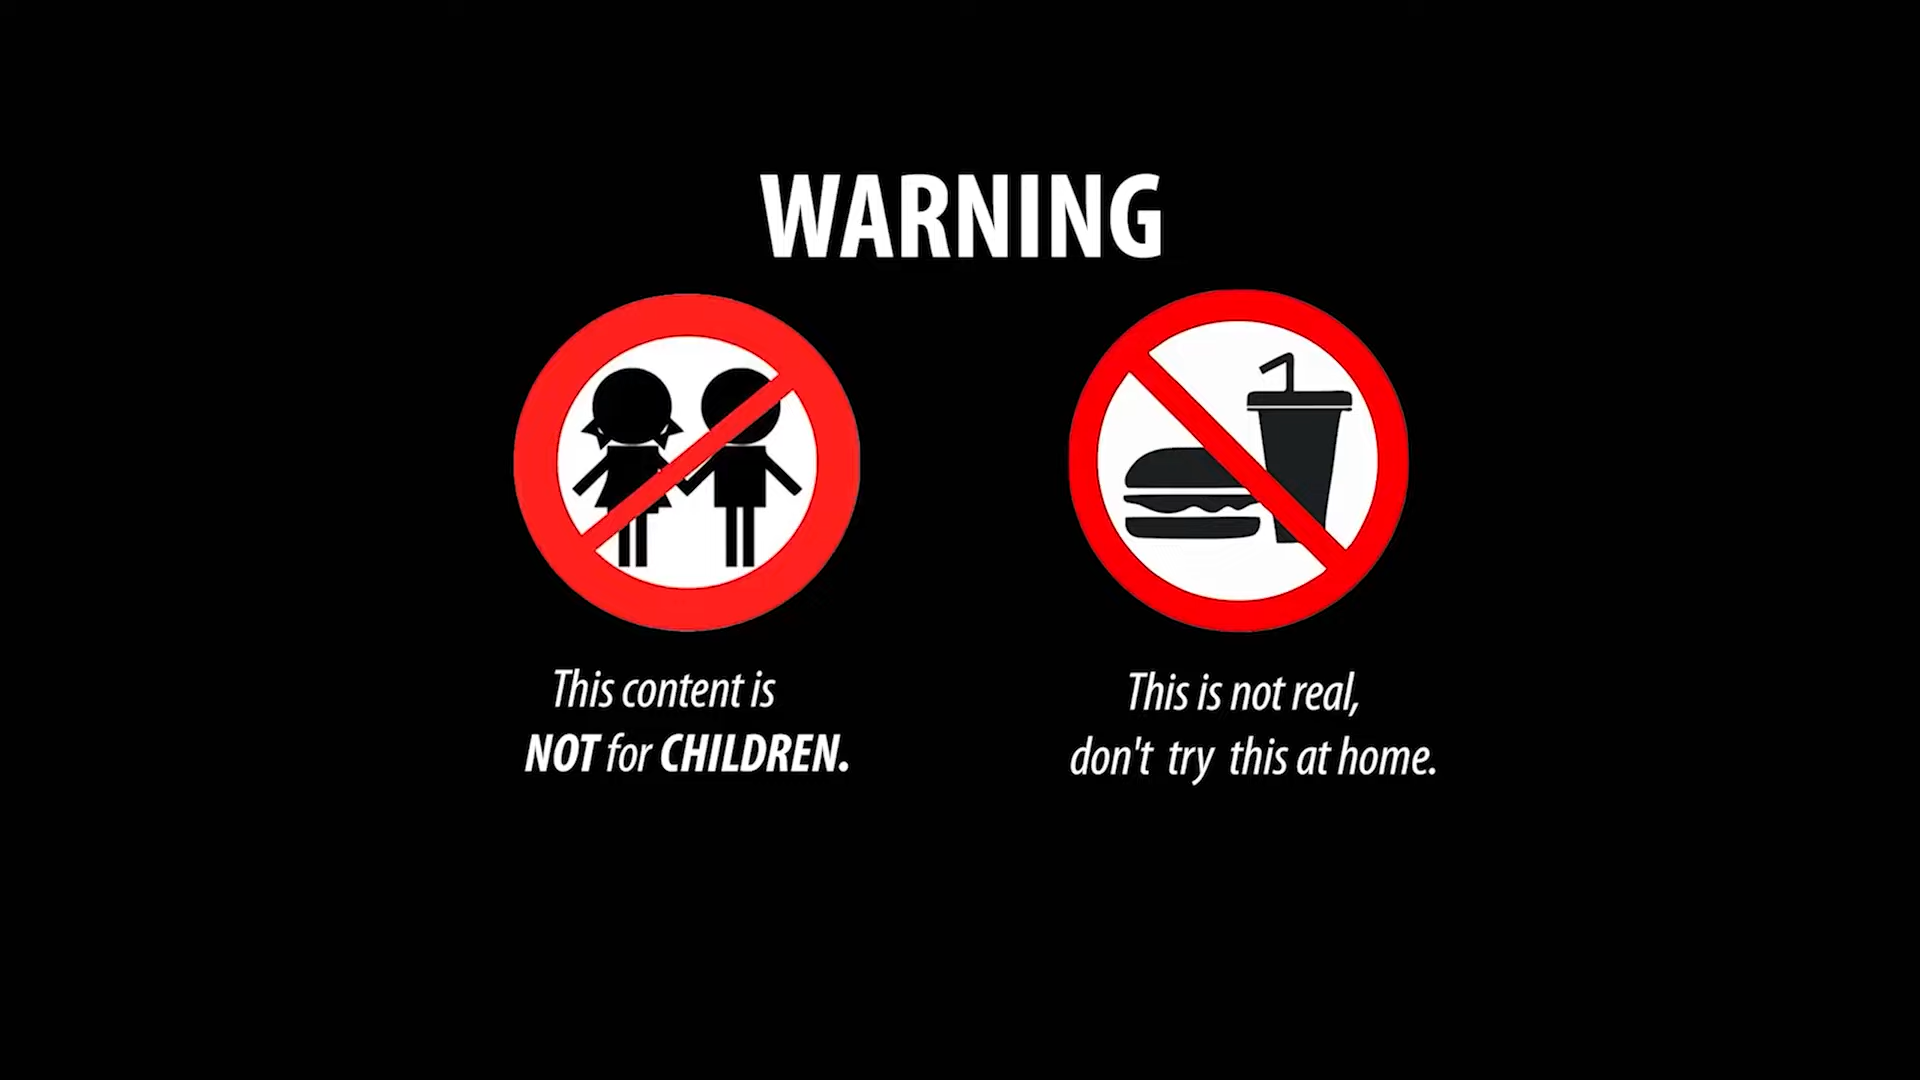 WARNING
This content is
NOT for CHILDREN.
This is not real,
don't try this at home.